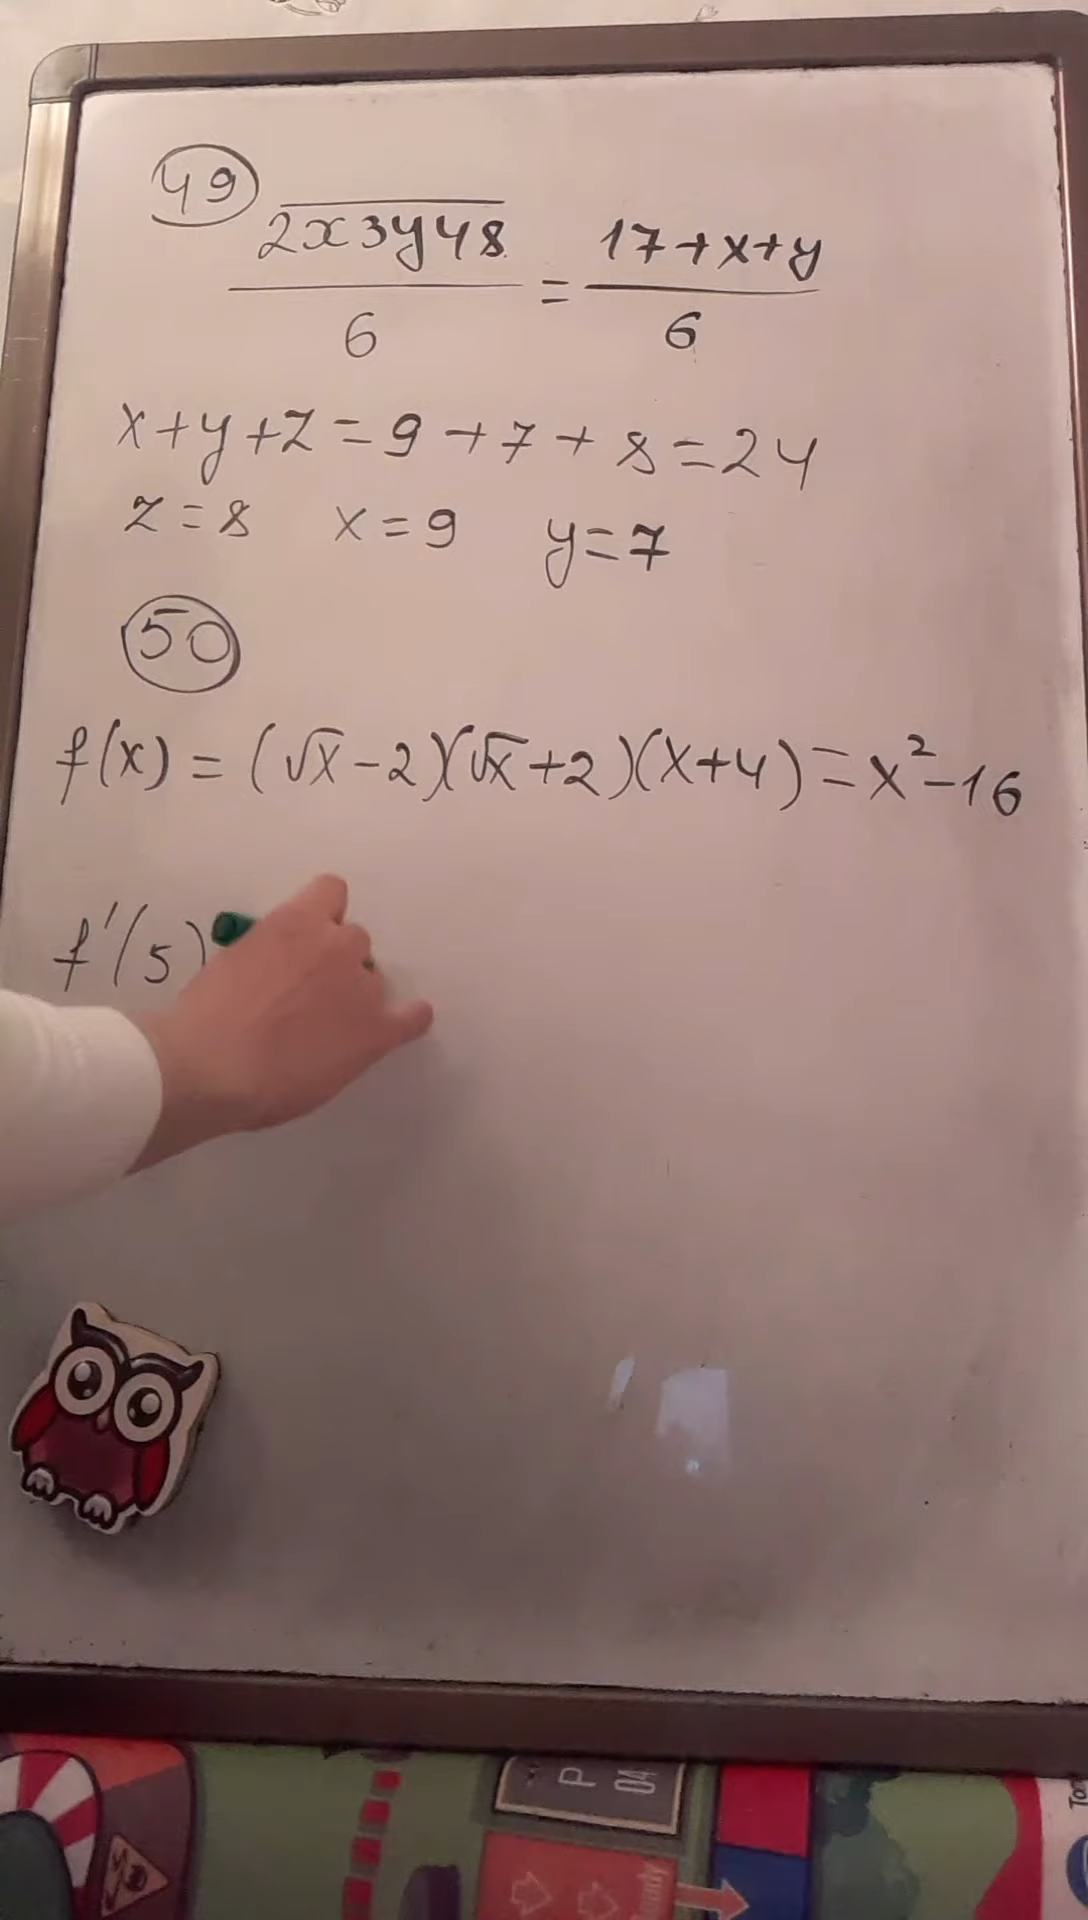 49
2x3y48 / 6 = 17+x+y / 6
x+y+z=9+7+8=24
z=8 x=9 y=7
50
f(x)=(√x-2)(√x+2)(x+4)=x²-16
f'(5)
P
04